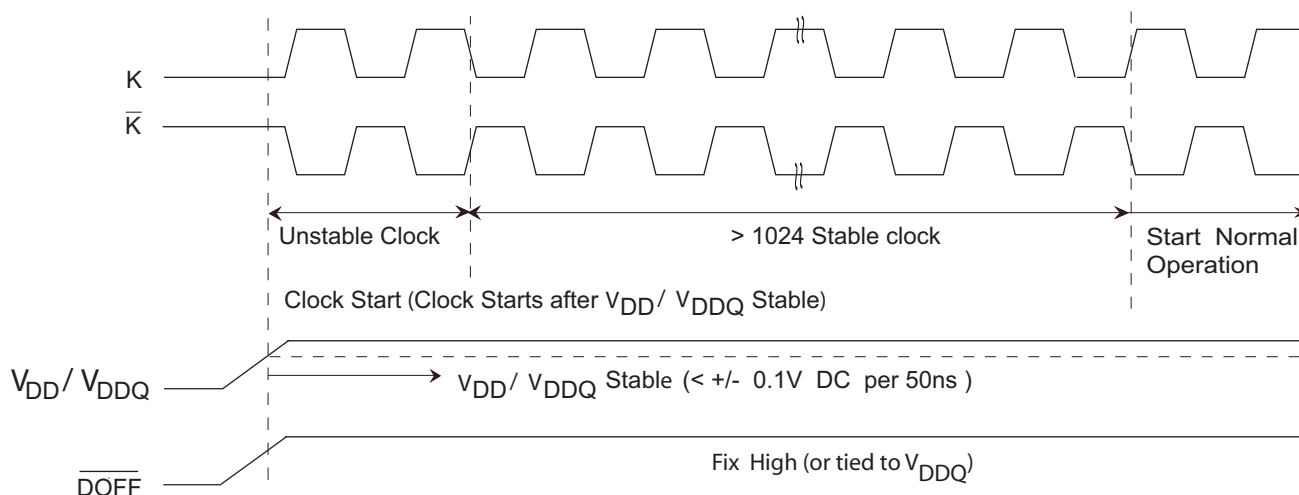 K
K̅
Unstable Clock
> 1024 Stable clock
Start Normal
Operation
Clock Start (Clock Starts after VDD / VDDQ Stable)
VDD / VDDQ
VDD / VDDQ Stable (< +/- 0.1V DC per 50ns )
Fix High (or tied to VDDQ)
D̅O̅F̅F̅